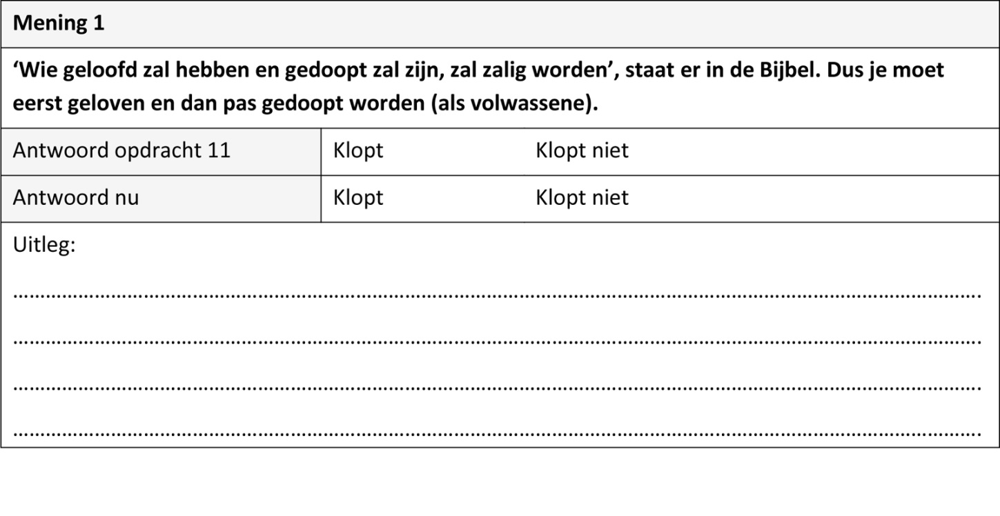 Mening 1
‘Wie geloofd zal hebben en gedoopt zal zijn, zal zalig worden’, staat er in de Bijbel. Dus je moet
eerst geloven en dan pas gedoopt worden (als volwassene).
Antwoord opdracht 11 Klopt Klopt niet
Antwoord nu Klopt Klopt niet
Uitleg: